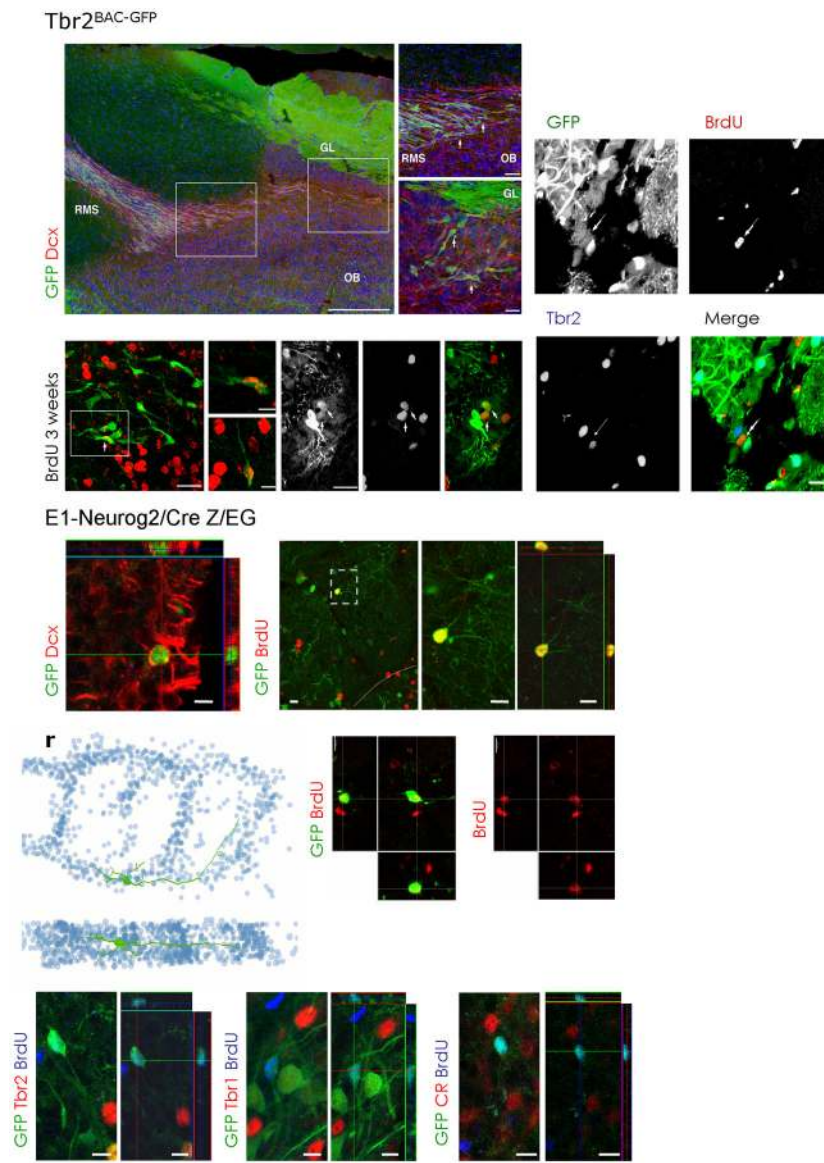 Tbr2BAC-GFP
GFP Dcx
RMS
GL
OB
RMS
OB
GL
GFP
BrdU
Tbr2
Merge
BrdU 3 weeks
E1-Neurog2/Cre Z/EG
GFP Dcx
GFP BrdU
r
GFP BrdU
BrdU
GFP Tbr2 BrdU
GFP Tbr1 BrdU
GFP CR BrdU